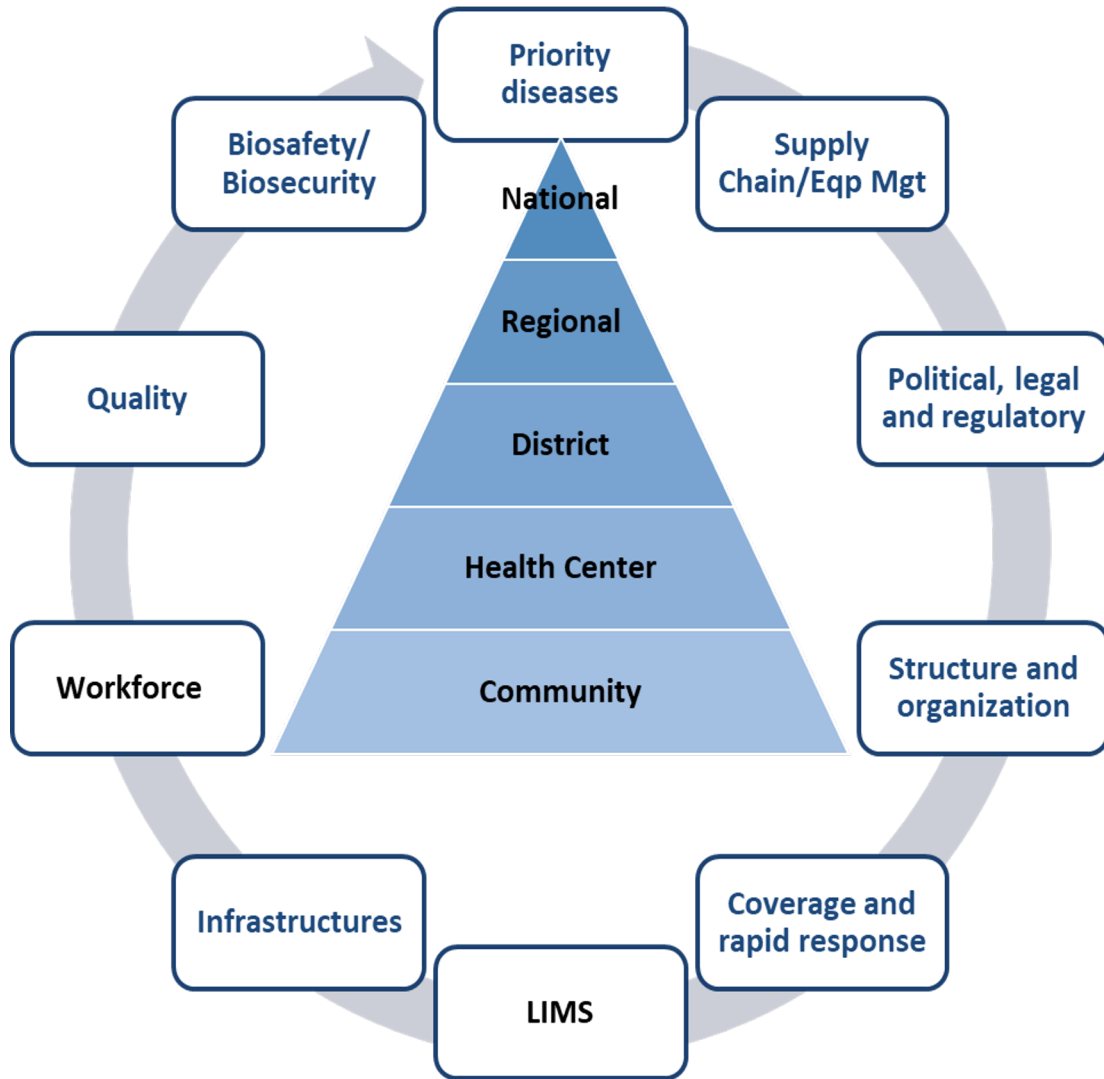 Priority
diseases
Supply
Chain/Eqp Mgt
Political, legal
and regulatory
Structure and
organization
Coverage and
rapid response
LIMS
Infrastructures
Workforce
Quality
Biosafety/
Biosecurity
National
Regional
District
Health Center
Community